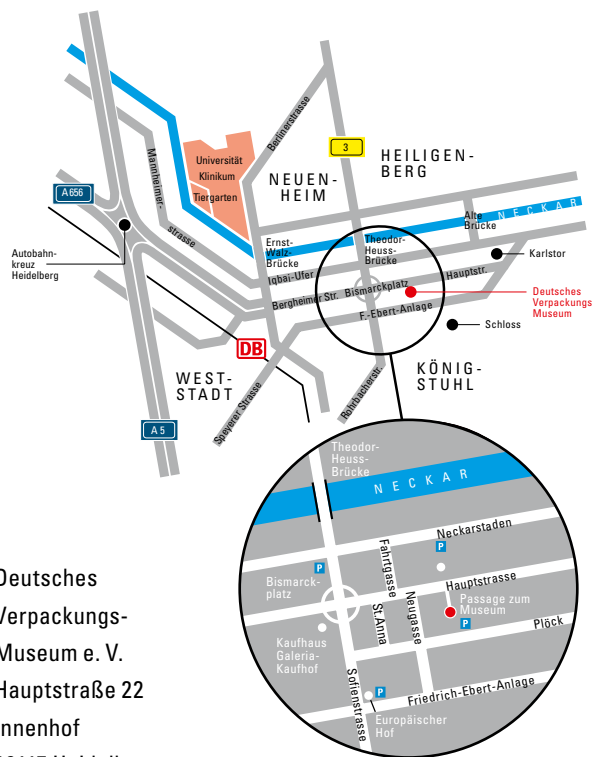 3
HEILIGEN-
BERG
Berlinerstrasse
Universität
Klinikum
Tiergarten
NEUEN-
HEIM
Mannheimer-
strasse
A 656
NECKAR
Alte
Brücke
Theodor-
Heuss-
Brücke
Ernst-
Walz-
Brücke
Autobahn-
kreuz
Heidelberg
Karlstor
Iqbai-Ufer
Hauptstr.
Bismarckplatz
Bergheimer Str.
Deutsches
Verpackungs
Museum
F.-Ebert-Anlage
Schloss
DB
WEST-
STADT
KÖNIG-
STUHL
Speyerer Strasse
Rohrbacherstr.
A 5
Theodor-
Heuss-
Brücke
NECKAR
Neckarstaden
P
P
Fahrtgasse
Bismarck-
platz
Hauptstrasse
Passage zum
Museum
P
St.Anna
Neugasse
Plöck
Kaufhaus
Galeria-
Kaufhof
Sofienstrasse
P
Friedrich-Ebert-Anlage
Europäischer
Hof
Deutsches
Verpackungs-
Museum e. V.
Hauptstraße 22
Innenhof